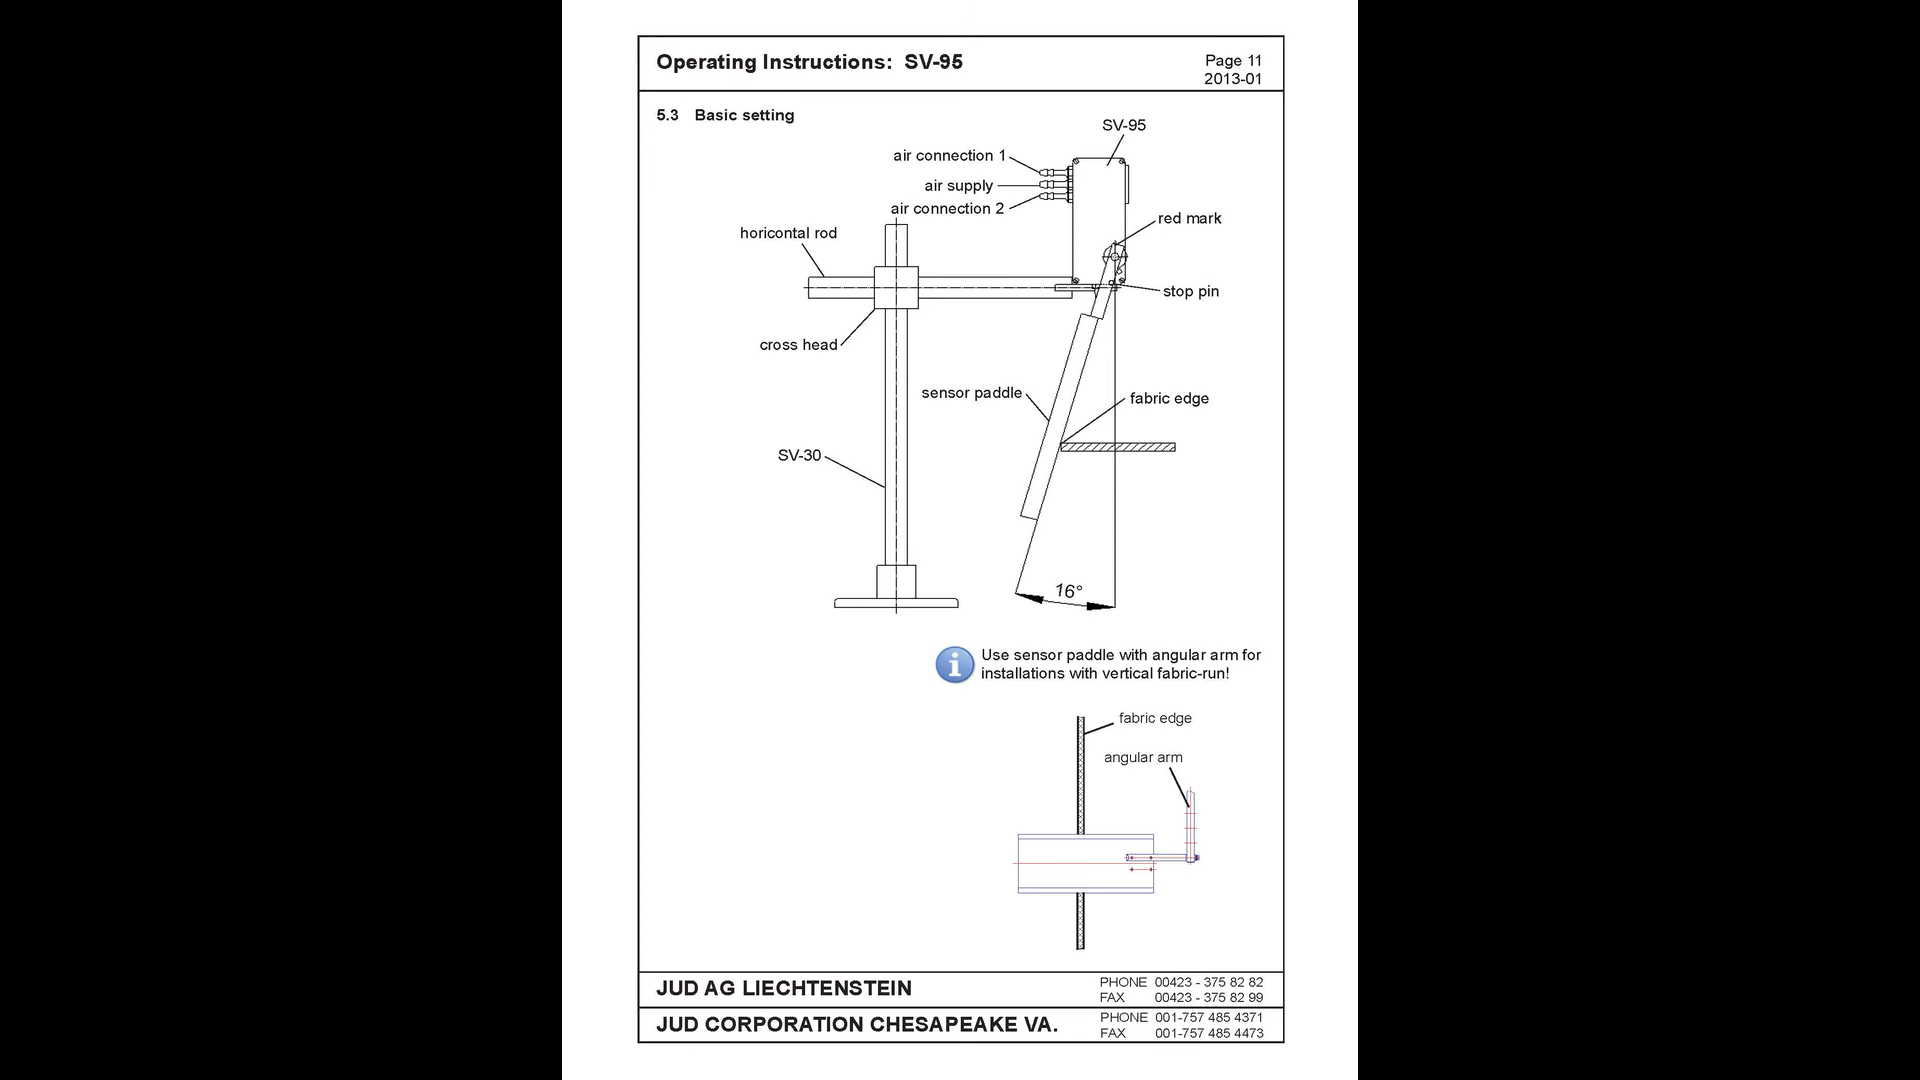 Operating Instructions: SV-95
Page 11
2013-01
5.3 Basic setting
SV-95
air connection 1
air supply
air connection 2
red mark
horicontal rod
stop pin
cross head
sensor paddle
fabric edge
SV-30
16°
Use sensor paddle with angular arm for
installations with vertical fabric-run!
fabric edge
angular arm
JUD AG LIECHTENSTEIN
PHONE 00423 - 375 82 82
FAX 00423 - 375 82 99
JUD CORPORATION CHESAPEAKE VA.
PHONE 001-757 485 4371
FAX 001-757 485 4473